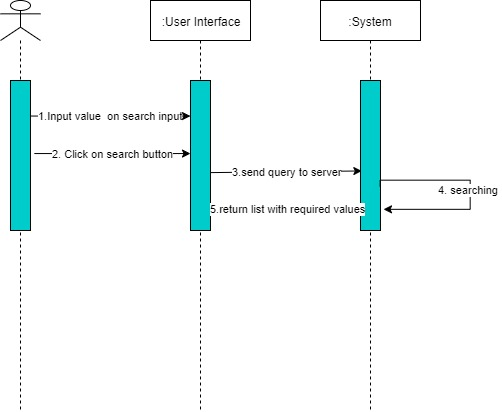 :User Interface
:System
1.Input value  on search input
2. Click on search button
3.send query to server
4. searching
5.return list with required values